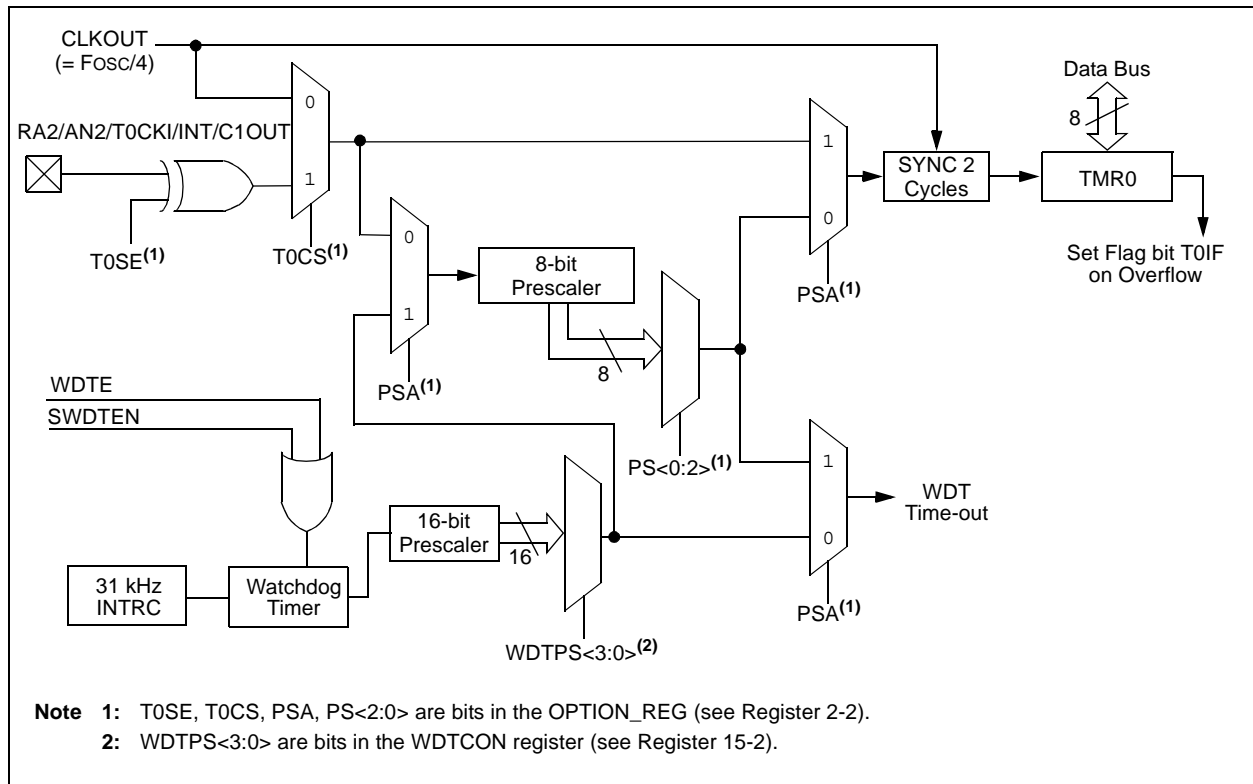 CLKOUT
(= FOSC/4)
Data Bus
8
RA2/AN2/T0CKI/INT/C1OUT
0
1
1
0
SYNC 2
Cycles
TMR0
T0SE(1)
T0CS(1)
0
1
8-bit
Prescaler
PSA(1)
Set Flag bit T0IF
on Overflow
8
PSA(1)
WDTE
SWDTEN
PS<0:2>(1)
1
0
WDT
Time-out
16-bit
Prescaler
16
31 kHz
INTRC
Watchdog
Timer
PSA(1)
WDTPS<3:0>(2)
Note 1: T0SE, T0CS, PSA, PS<2:0> are bits in the OPTION_REG (see Register 2-2).
2: WDTPS<3:0> are bits in the WDTCON register (see Register 15-2).